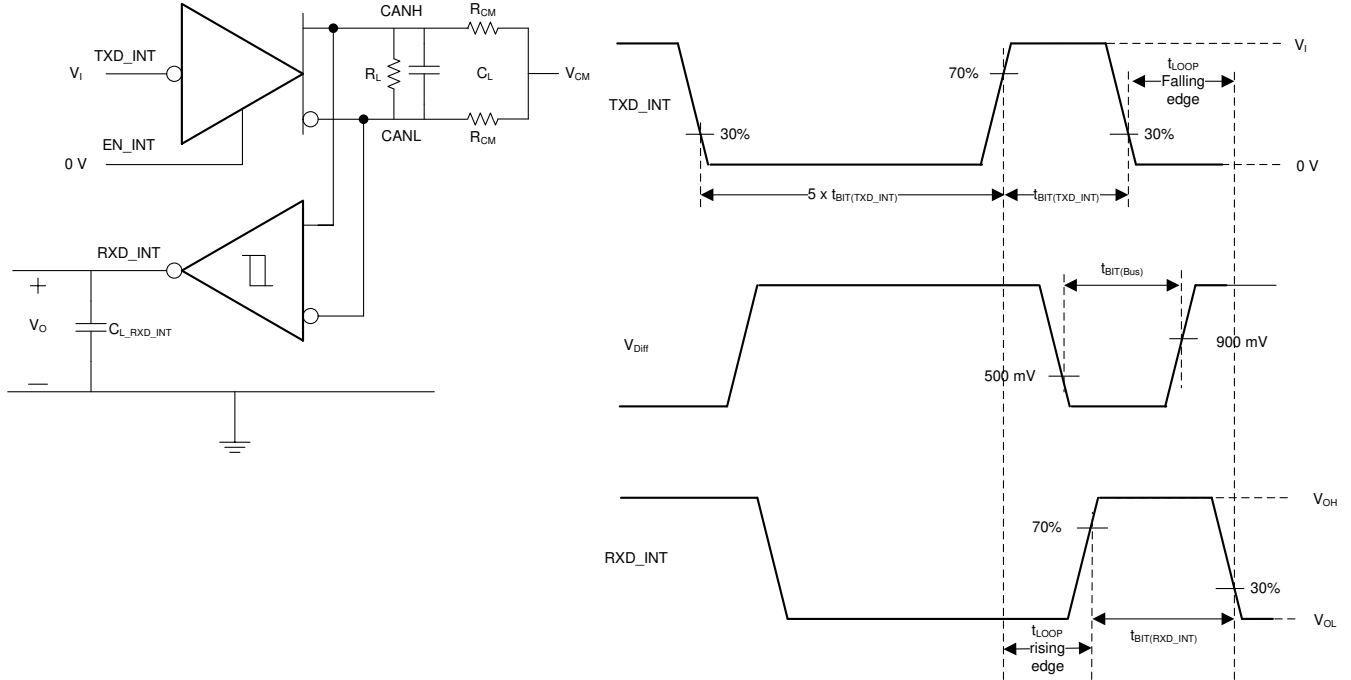 CANH
R_CM
TXD_INT
V_I
R_L
C_L
V_CM
EN_INT
0 V
CANL
R_CM
RXD_INT
+
V_O
C_L_RXD_INT
—
V_I
TXD_INT
70%
30%
30%
t_LOOP
Falling
edge
0 V
5 x t_BIT(TXD_INT)
t_BIT(TXD_INT)
t_BIT(Bus)
V_Diff
900 mV
500 mV
V_OH
70%
RXD_INT
30%
V_OL
t_LOOP
rising
edge
t_BIT(RXD_INT)